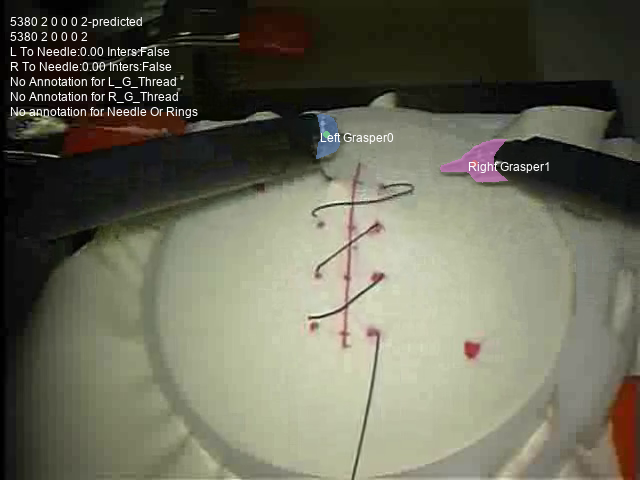 5380 2 0 0 0 2-predicted
5380 2 0 0 0 2
L To Needle:0.00 Inters:False
R To Needle:0.00 Inters:False
No Annotation for L_G_Thread
No Annotation for R_G_Thread
No annotation for Needle Or Rings
Left Grasper0
Right Grasper1